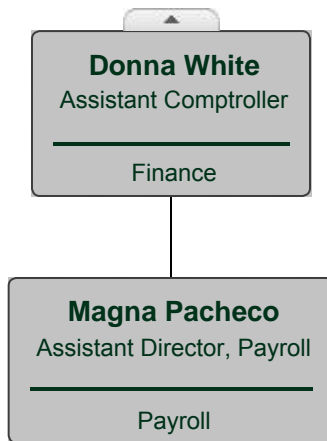 Donna White
Assistant Comptroller
Finance
Magna Pacheco
Assistant Director, Payroll
Payroll